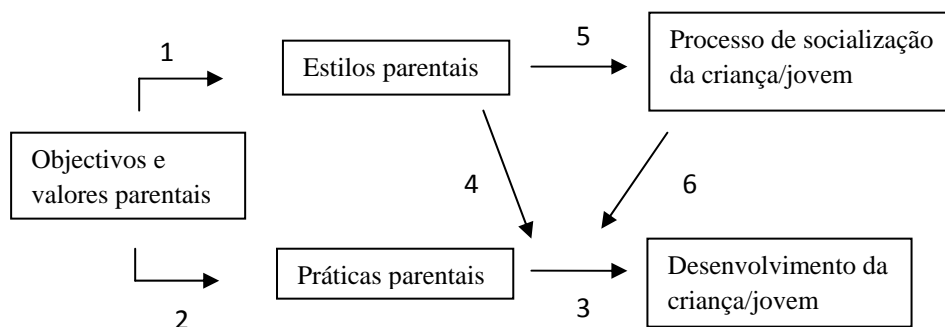 1
Estilos parentais
5
Processo de socialização
da criança/jovem
Objectivos e
valores parentais
4
6
2
Práticas parentais
3
Desenvolvimento da
criança/jovem